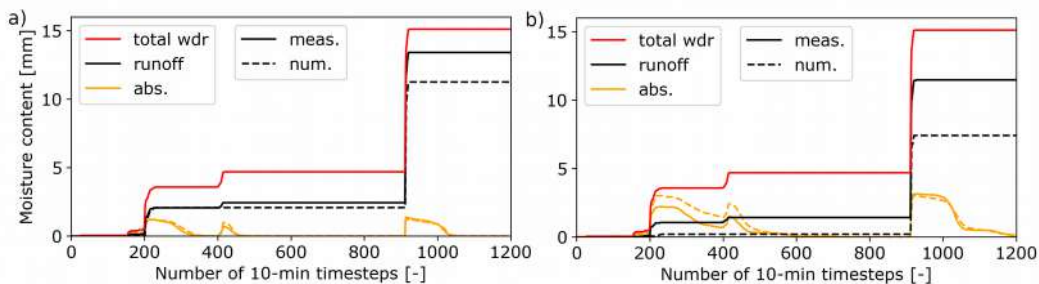 a)
Moisture content [mm]
15
10
5
0
total wdr
runoff
abs.
meas.
num.
0 200 400 600 800 1000 1200
Number of 10-min timesteps [-]
b)
15
10
5
0
total wdr
runoff
abs.
meas.
num.
0 200 400 600 800 1000 1200
Number of 10-min timesteps [-]